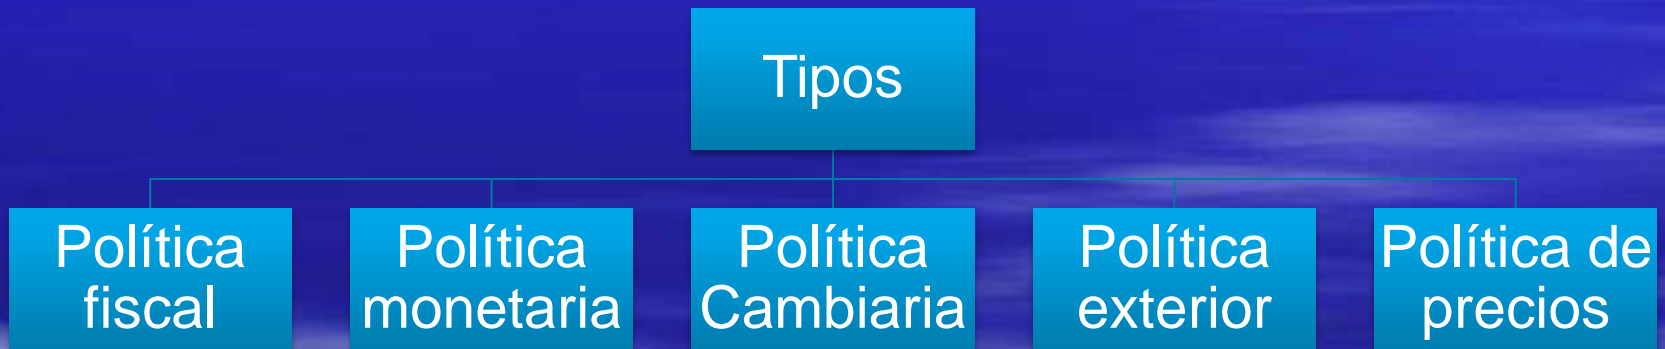 Tipos
Política
fiscal
Política
monetaria
Política
Cambiaria
Política
exterior
Política de
precios